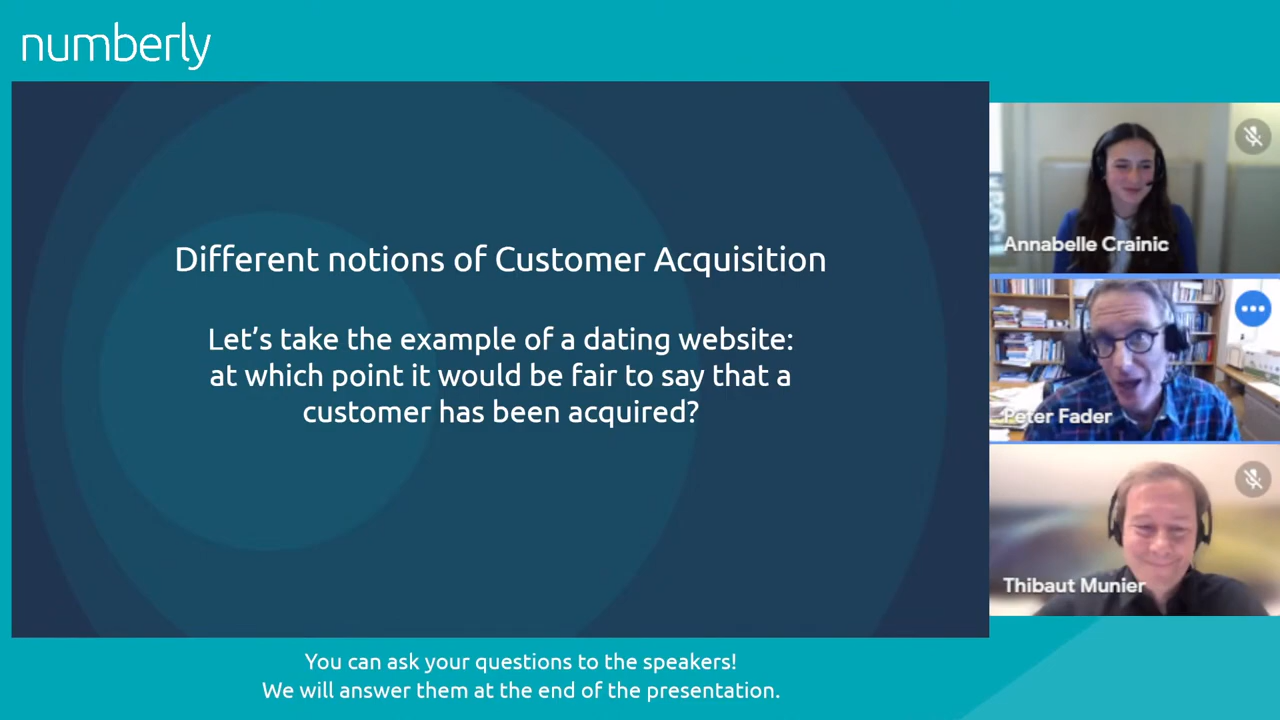 numberly
Different notions of Customer Acquisition
Let's take the example of a dating website:
at which point it would be fair to say that a
customer has been acquired?
Annabelle Crainic
Peter Fader
Thibaut Munier
You can ask your questions to the speakers!
We will answer them at the end of the presentation.